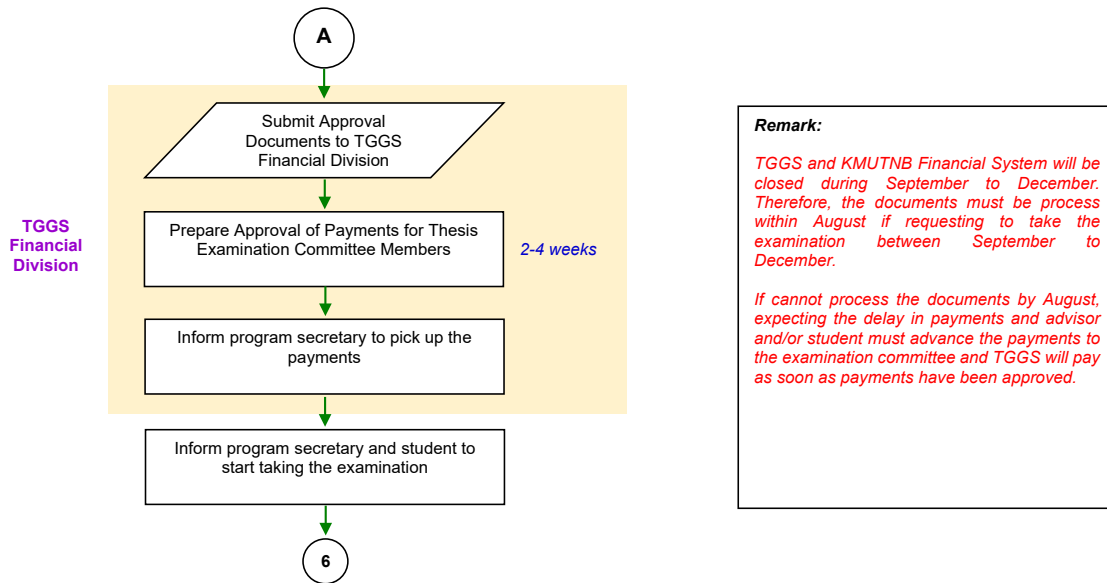 A
Submit Approval
Documents to TGGS
Financial Division
TGGS
Financial
Division
Prepare Approval of Payments for Thesis
Examination Committee Members
2-4 weeks
Inform program secretary to pick up the
payments
Inform program secretary and student to
start taking the examination
6
Remark:
TGGS and KMUTNB Financial System will be
closed during September to December.
Therefore, the documents must be process
within August if requesting to take the
examination between September to
December.
If cannot process the documents by August,
expecting the delay in payments and advisor
and/or student must advance the payments to
the examination committee and TGGS will pay
as soon as payments have been approved.